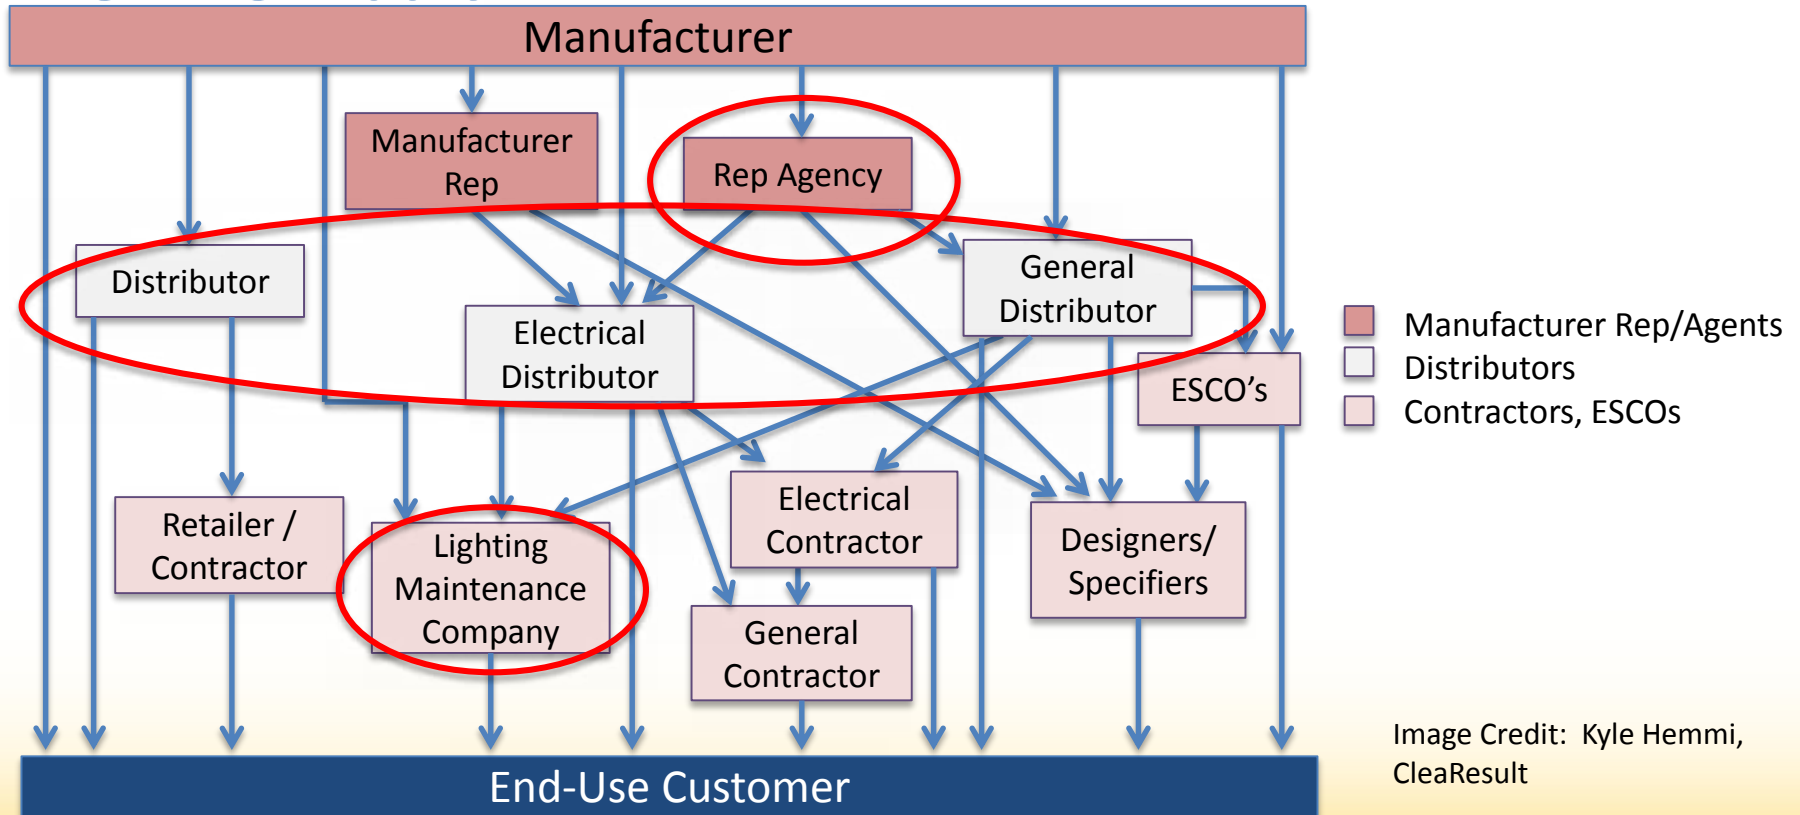 Manufacturer
Manufacturer
Rep
Rep Agency
Distributor
General
Distributor
Electrical
Distributor
ESCO's
Manufacturer Rep/Agents
Distributors
Contractors, ESCOs
Retailer /
Contractor
Lighting
Maintenance
Company
Electrical
Contractor
Designers/
Specifiers
General
Contractor
Image Credit: Kyle Hemmi,
CleaResult
End-Use Customer